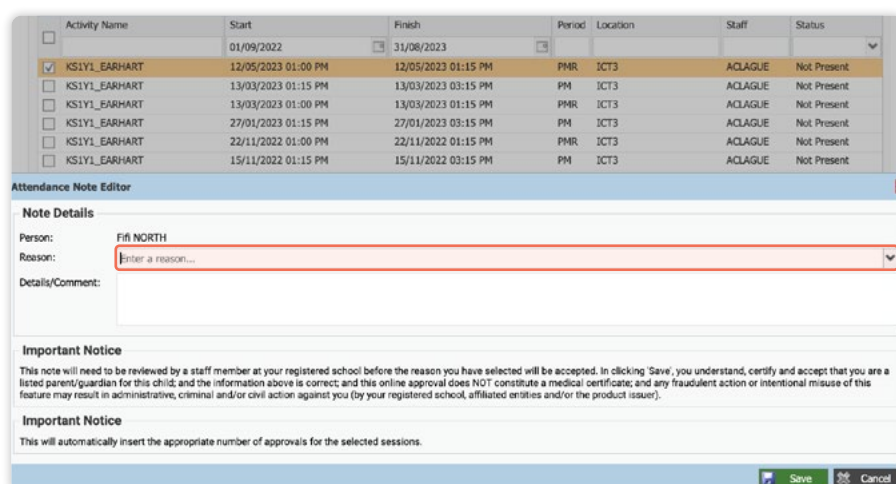 Activity Name Start Finish Period Location Staff Status
01/09/2022 31/08/2023
KS1Y1_EARHART 12/05/2023 01:00 PM 12/05/2023 01:15 PM PMR ICT3 ACLAGUE Not Present
KS1Y1_EARHART 13/03/2023 01:15 PM 13/03/2023 03:15 PM PM ICT3 ACLAGUE Not Present
KS1Y1_EARHART 13/03/2023 01:00 PM 13/03/2023 01:15 PM PMR ICT3 ACLAGUE Not Present
KS1Y1_EARHART 27/01/2023 01:15 PM 27/01/2023 03:15 PM PM ICT3 ACLAGUE Not Present
KS1Y1_EARHART 22/11/2022 01:00 PM 22/11/2022 01:15 PM PMR ICT3 ACLAGUE Not Present
KS1Y1_EARHART 15/11/2022 01:15 PM 15/11/2022 03:15 PM PM ICT3 ACLAGUE Not Present
Attendance Note Editor
Note Details
Person: Fifi NORTH
Reason: Enter a reason...
Details/Comment:
Important Notice
This note will need to be reviewed by a staff member at your registered school before the reason you have selected will be accepted. In clicking 'Save', you understand, certify and accept that you are a
listed parent/guardian for this child; and the information above is correct; and this online approval does NOT constitute a medical certificate; and any fraudulent action or intentional misuse of this
feature may result in administrative, criminal and/or civil action against you (by your registered school, affiliated entities and/or the product issuer).
Important Notice
This will automatically insert the appropriate number of approvals for the selected sessions.
Save Cancel